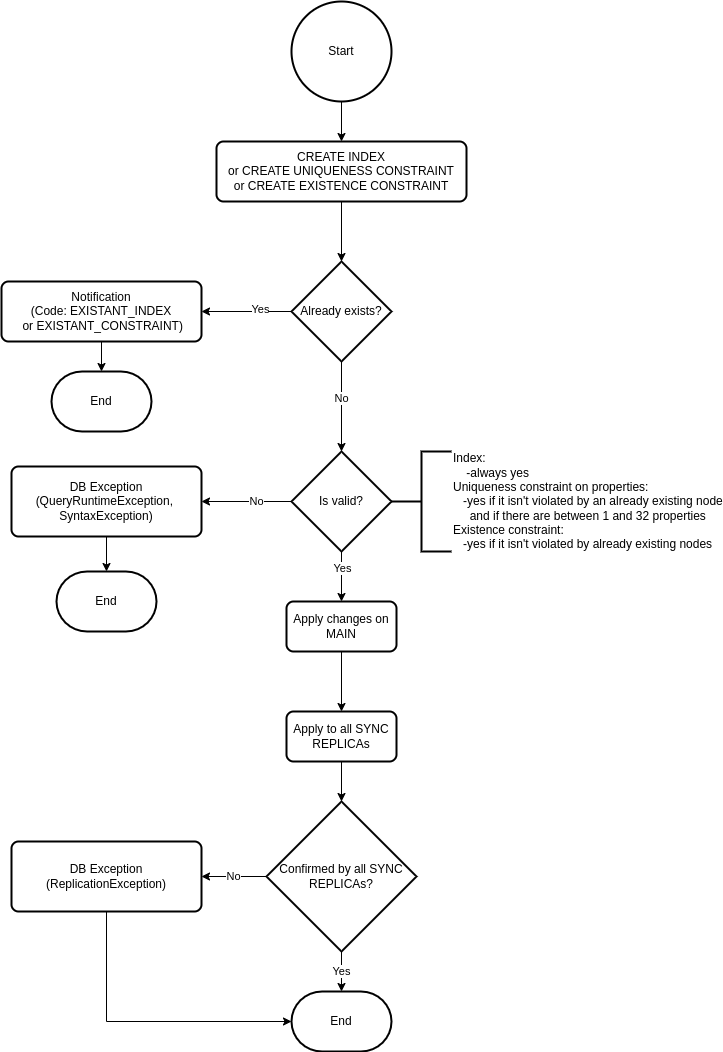 Start
CREATE INDEX
or CREATE UNIQUENESS CONSTRAINT
or CREATE EXISTENCE CONSTRAINT
Already exists?
Yes
Notification
(Code: EXISTANT_INDEX
or EXISTANT_CONSTRAINT)
End
No
Is valid?
Index:
-always yes
Uniqueness constraint on properties:
-yes if it isn't violated by an already existing node
and if there are between 1 and 32 properties
Existence constraint:
-yes if it isn't violated by already existing nodes
No
DB Exception
(QueryRuntimeException,
SyntaxException)
End
Yes
Apply changes on
MAIN
Apply to all SYNC
REPLICAs
Confirmed by all SYNC
REPLICAs?
No
DB Exception
(ReplicationException)
Yes
End